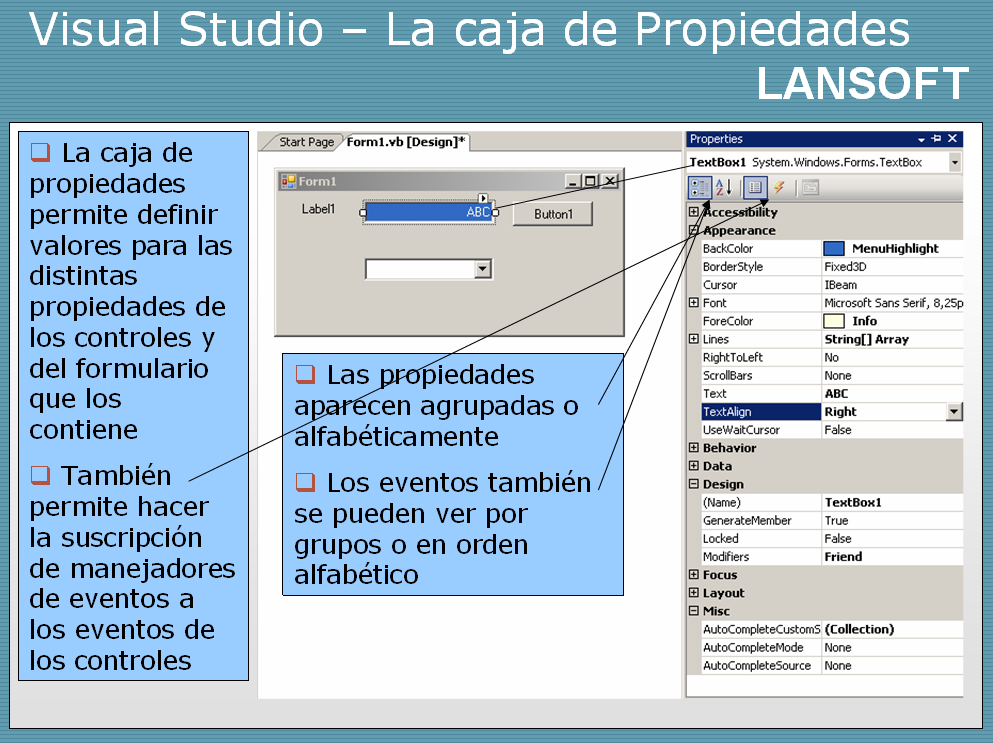 Visual Studio – La caja de Propiedades
LANSOFT
La caja de
propiedades
permite definir
valores para las
distintas
propiedades de
los controles y
del formulario
que los
contiene
También
permite hacer
la suscripción
de manejadores
de eventos a
los eventos de
los controles
Start Page
Form1.vb [Design]*
Form1
Label1
ABC
Button1
Las propiedades
aparecen agrupadas o
alfabéticamente
Los eventos también
se pueden ver por
grupos o en orden
alfabético
Properties
TextBox1 System.Windows.Forms.TextBox
Accessibility
Appearance
BackColor MenuHighlight
BorderStyle Fixed3D
Cursor IBeam
Font Microsoft Sans Serif, 8,25p
ForeColor Info
Lines String[] Array
RightToLeft No
ScrollBars None
Text ABC
TextAlign Right
UseWaitCursor False
Behavior
Data
Design
(Name) TextBox1
GenerateMember True
Locked False
Modifiers Friend
Focus
Layout
Misc
AutoCompleteCustomS (Collection)
AutoCompleteMode None
AutoCompleteSource None